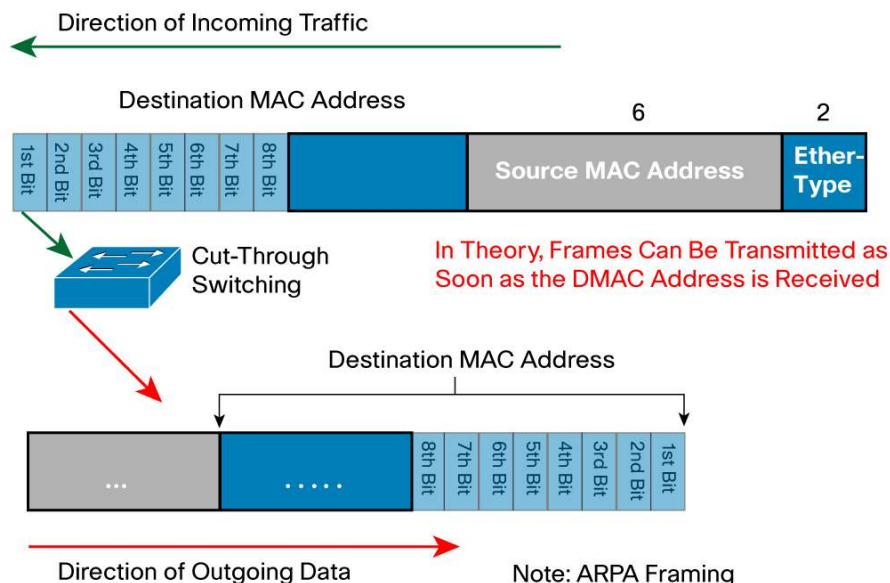 Direction of Incoming Traffic
Destination MAC Address
6
2
1st Bit
2nd Bit
3rd Bit
4th Bit
5th Bit
6th Bit
7th Bit
8th Bit
Source MAC Address
Ether-
Type
Cut-Through
Switching
In Theory, Frames Can Be Transmitted as
Soon as the DMAC Address is Received
Destination MAC Address
...
.....
8th Bit
7th Bit
6th Bit
5th Bit
4th Bit
3rd Bit
2nd Bit
1st Bit
Direction of Outgoing Data
Note: ARPA Framing